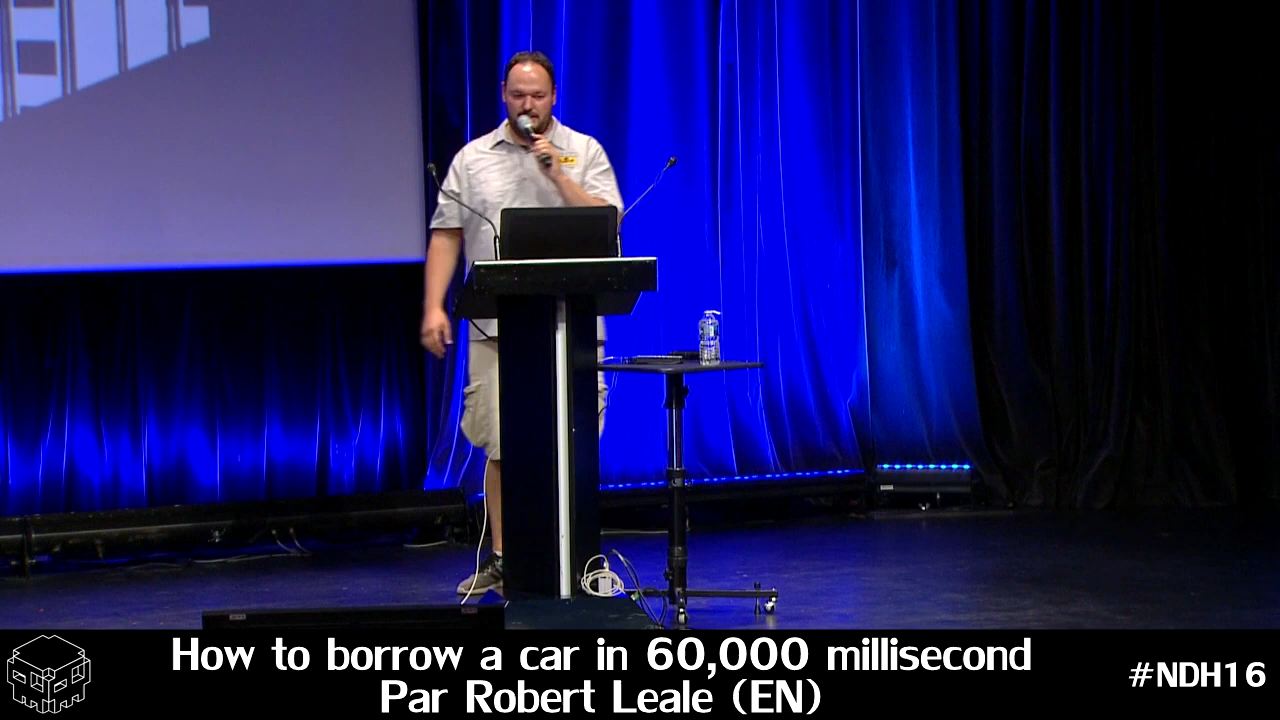 How to borrow a car in 60,000 millisecond
Par Robert Leale (EN)
#NDH16